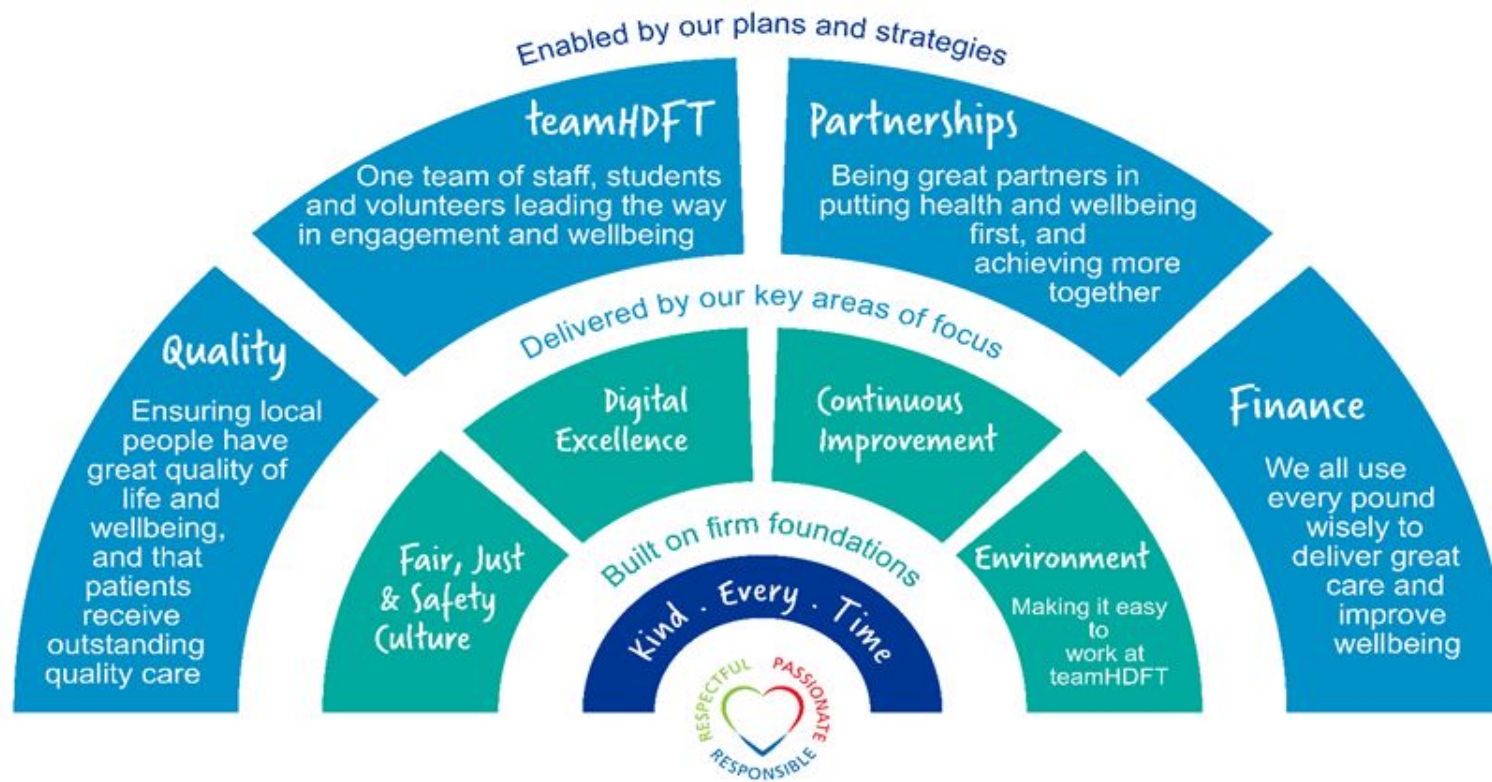 Enabled by our plans and strategies
teamHDFT
One team of staff, students
and volunteers leading the way
in engagement and wellbeing
Partnerships
Being great partners in
putting health and wellbeing
first, and
achieving more
together
Quality
Ensuring local
people have
great quality of
life and
wellbeing,
and that
patients
receive
outstanding
quality care
Finance
We all use
every pound
wisely to
deliver great
care and
improve
wellbeing
Delivered by our key areas of focus
Digital
Excellence
Continuous
Improvement
Fair, Just
& Safety
Culture
Environment
Making it easy
to
work at
teamHDFT
Built on firm foundations
Kind . Every . Time
RESPECTFUL
PASSIONATE
RESPONSIBLE